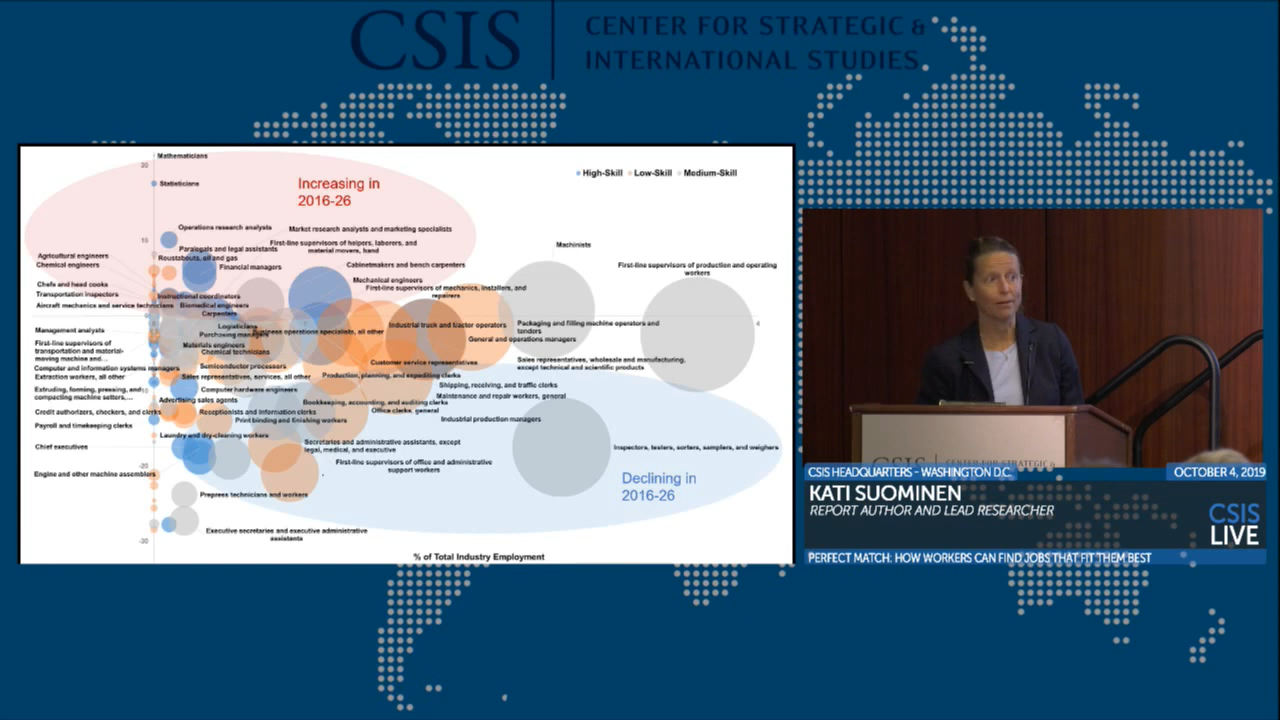 CSIS
CENTER FOR STRATEGIC &
INTERNATIONAL STUDIES
Mathematicians
20
Statisticians
Increasing in
2016-26
High-Skill
Low-Skill
Medium-Skill
Operations research analysts
Market research analysts and marketing specialists
10
First-line supervisors of helpers, laborers, and
material movers, hand
Machinists
Paralegals and legal assistants
Roustabouts, oil and gas
Agricultural engineers
Chemical engineers
Financial managers
Cabinetmakers and bench carpenters
First-line supervisors of production and operating
workers
Mechanical engineers
Chefs and head cooks
First-line supervisors of mechanics, installers, and
repairers
Transportation inspectors
Instructional coordinators
Aircraft mechanics and service technicians
Biomedical engineers
Carpenters
Logisticians
Industrial truck and tractor operators
Packaging and filling machine operators and
tenders
4
Management analysts
Purchasing managers
Business operations specialists, all other
General and operations managers
First-line supervisors of
transportation and material-
moving machine and...
Materials engineers
Chemical technicians
Customer service representatives
Sales representatives, wholesale and manufacturing,
except technical and scientific products
Computer and information systems managers
Semiconductor processors
Extraction workers, all other
Sales representatives, services, all other
Production, planning, and expediting clerks
Shipping, receiving, and traffic clerks
Extruding, forming, pressing, and
compacting machine setters,...
Computer hardware engineers
Maintenance and repair workers, general
Advertising sales agents
Bookkeeping, accounting, and auditing clerks
Credit authorizers, checkers, and clerks
Receptionists and information clerks
Office clerks, general
Print binding and finishing workers
Industrial production managers
Payroll and timekeeping clerks
Laundry and dry-cleaning workers
Chief executives
Secretaries and administrative assistants, except
legal, medical, and executive
Inspectors, testers, sorters, samplers, and weighers
-20
First-line supervisors of office and administrative
support workers
Engine and other machine assemblers
Declining in
2016-26
Prepress technicians and workers
Executive secretaries and executive administrative
assistants
-30
% of Total Industry Employment
CSIS HEADQUARTERS - WASHINGTON D.C.
OCTOBER 4, 2019
KATI SUOMINEN
REPORT AUTHOR AND LEAD RESEARCHER
CSIS
LIVE
PERFECT MATCH: HOW WORKERS CAN FIND JOBS THAT FIT THEM BEST